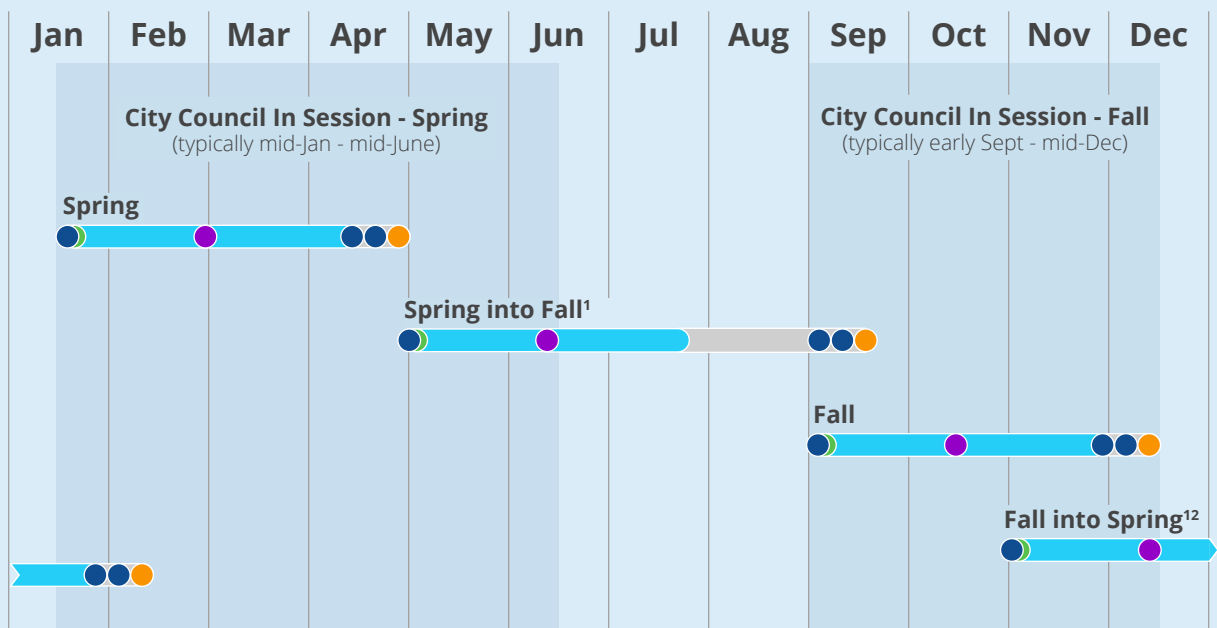 Jan Feb Mar Apr May Jun Jul Aug Sep Oct Nov Dec
City Council In Session - Spring
(typically mid-Jan - mid-June)
City Council In Session - Fall
(typically early Sept - mid-Dec)
Spring
Spring into Fall¹
Fall
Fall into Spring¹²